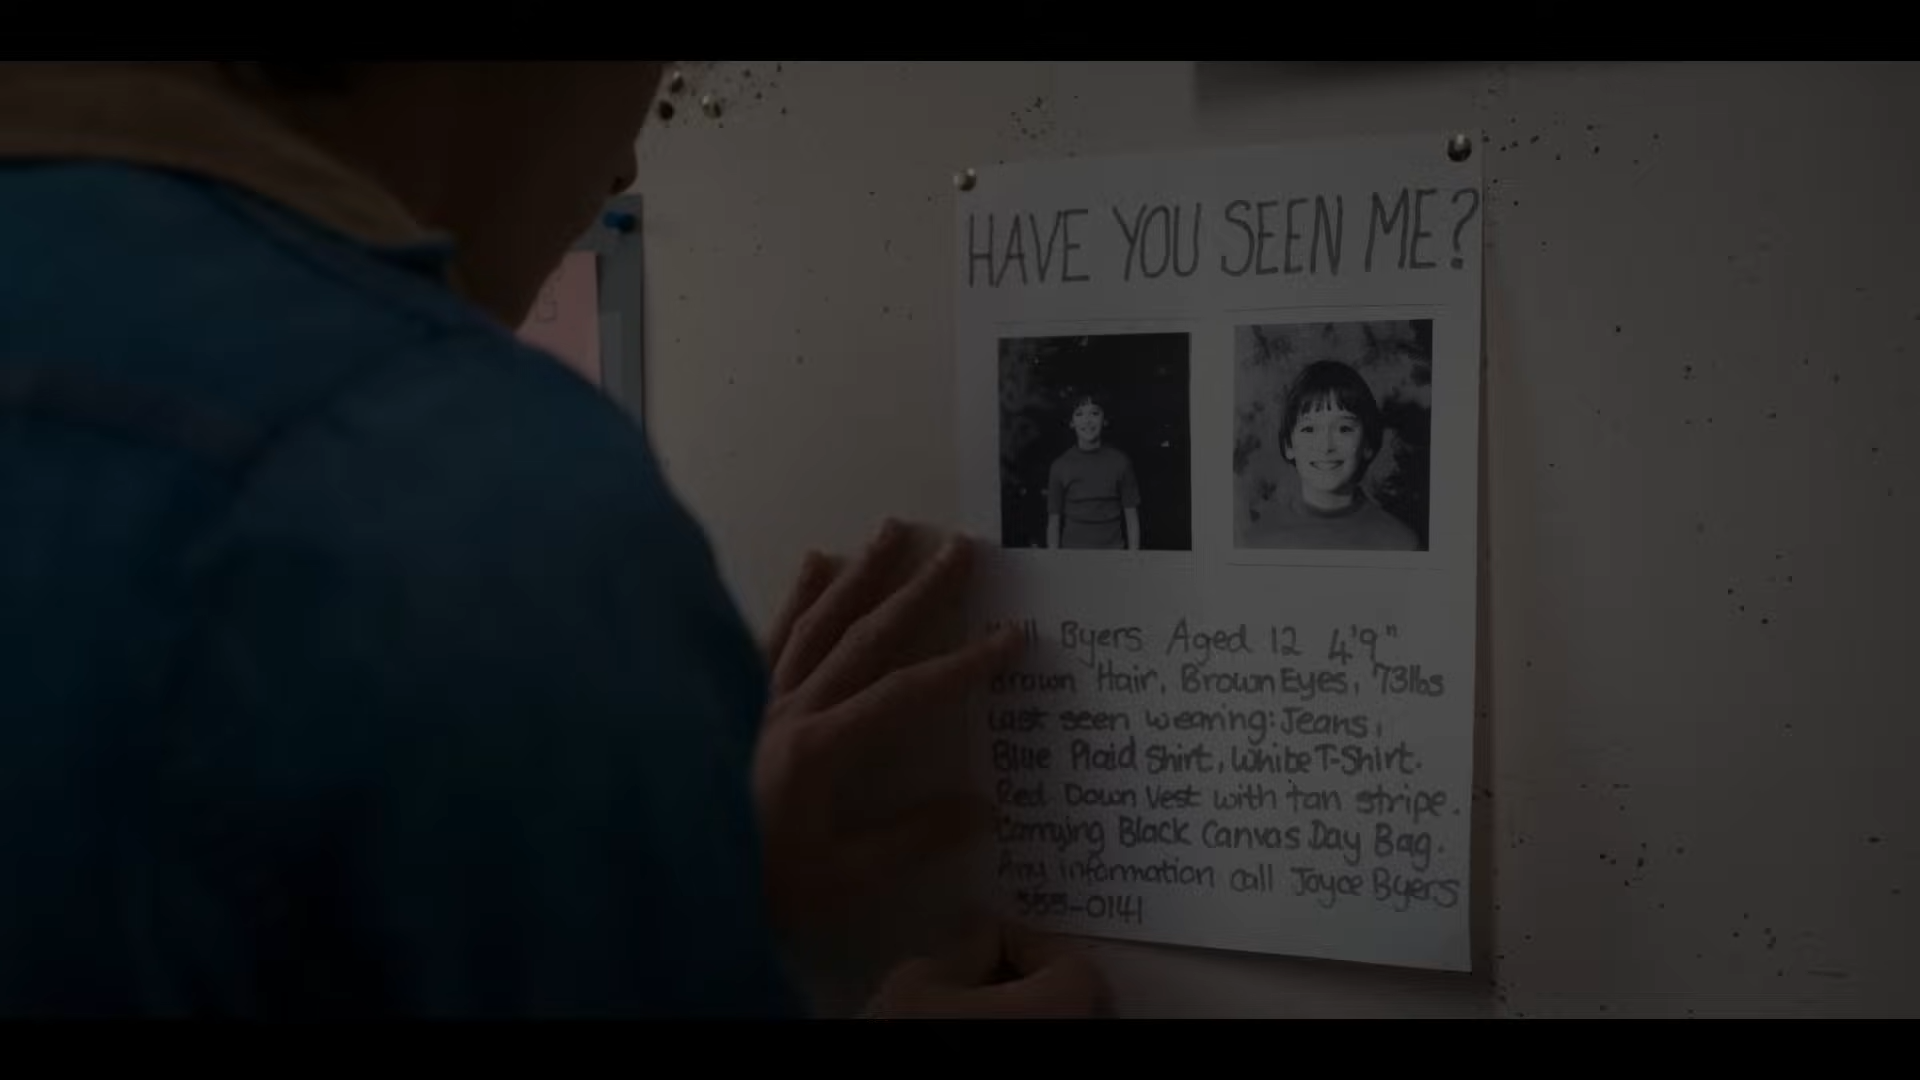 HAVE YOU SEEN ME?
Will Byers Aged 12 4'9"
Brown Hair, Brown Eyes, 73lbs
Last seen wearing: Jeans,
Blue Plaid Shirt, White T-Shirt.
Red Down Vest with tan stripe.
Carrying Black Canvas Day Bag.
Any information call Joyce Byers
555-0141